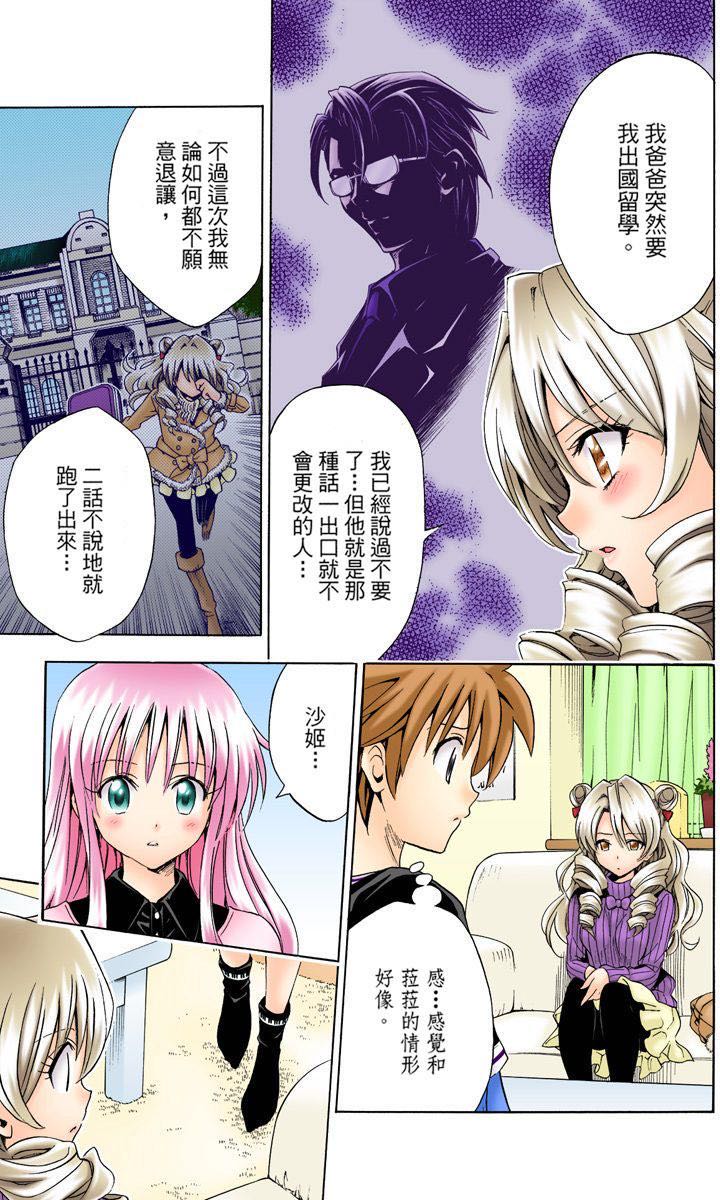 我爸爸突然要
我出國留學。
我已經說過不要
了…但他就是那
種話一出口就不
會更改的人…
不過這次我無
論如何都不願
意退讓，
二話不說地就
跑了出來…
感…感覺和
菈菈的情形
好像。
沙姬…